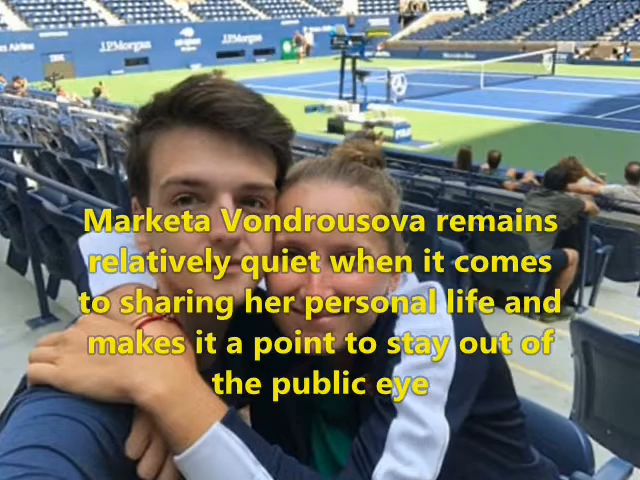 J.P.Morgan
J.P.Morgan
Marketa Vondrousova remains
relatively quiet when it comes
to sharing her personal life and
makes it a point to stay out of
the public eye